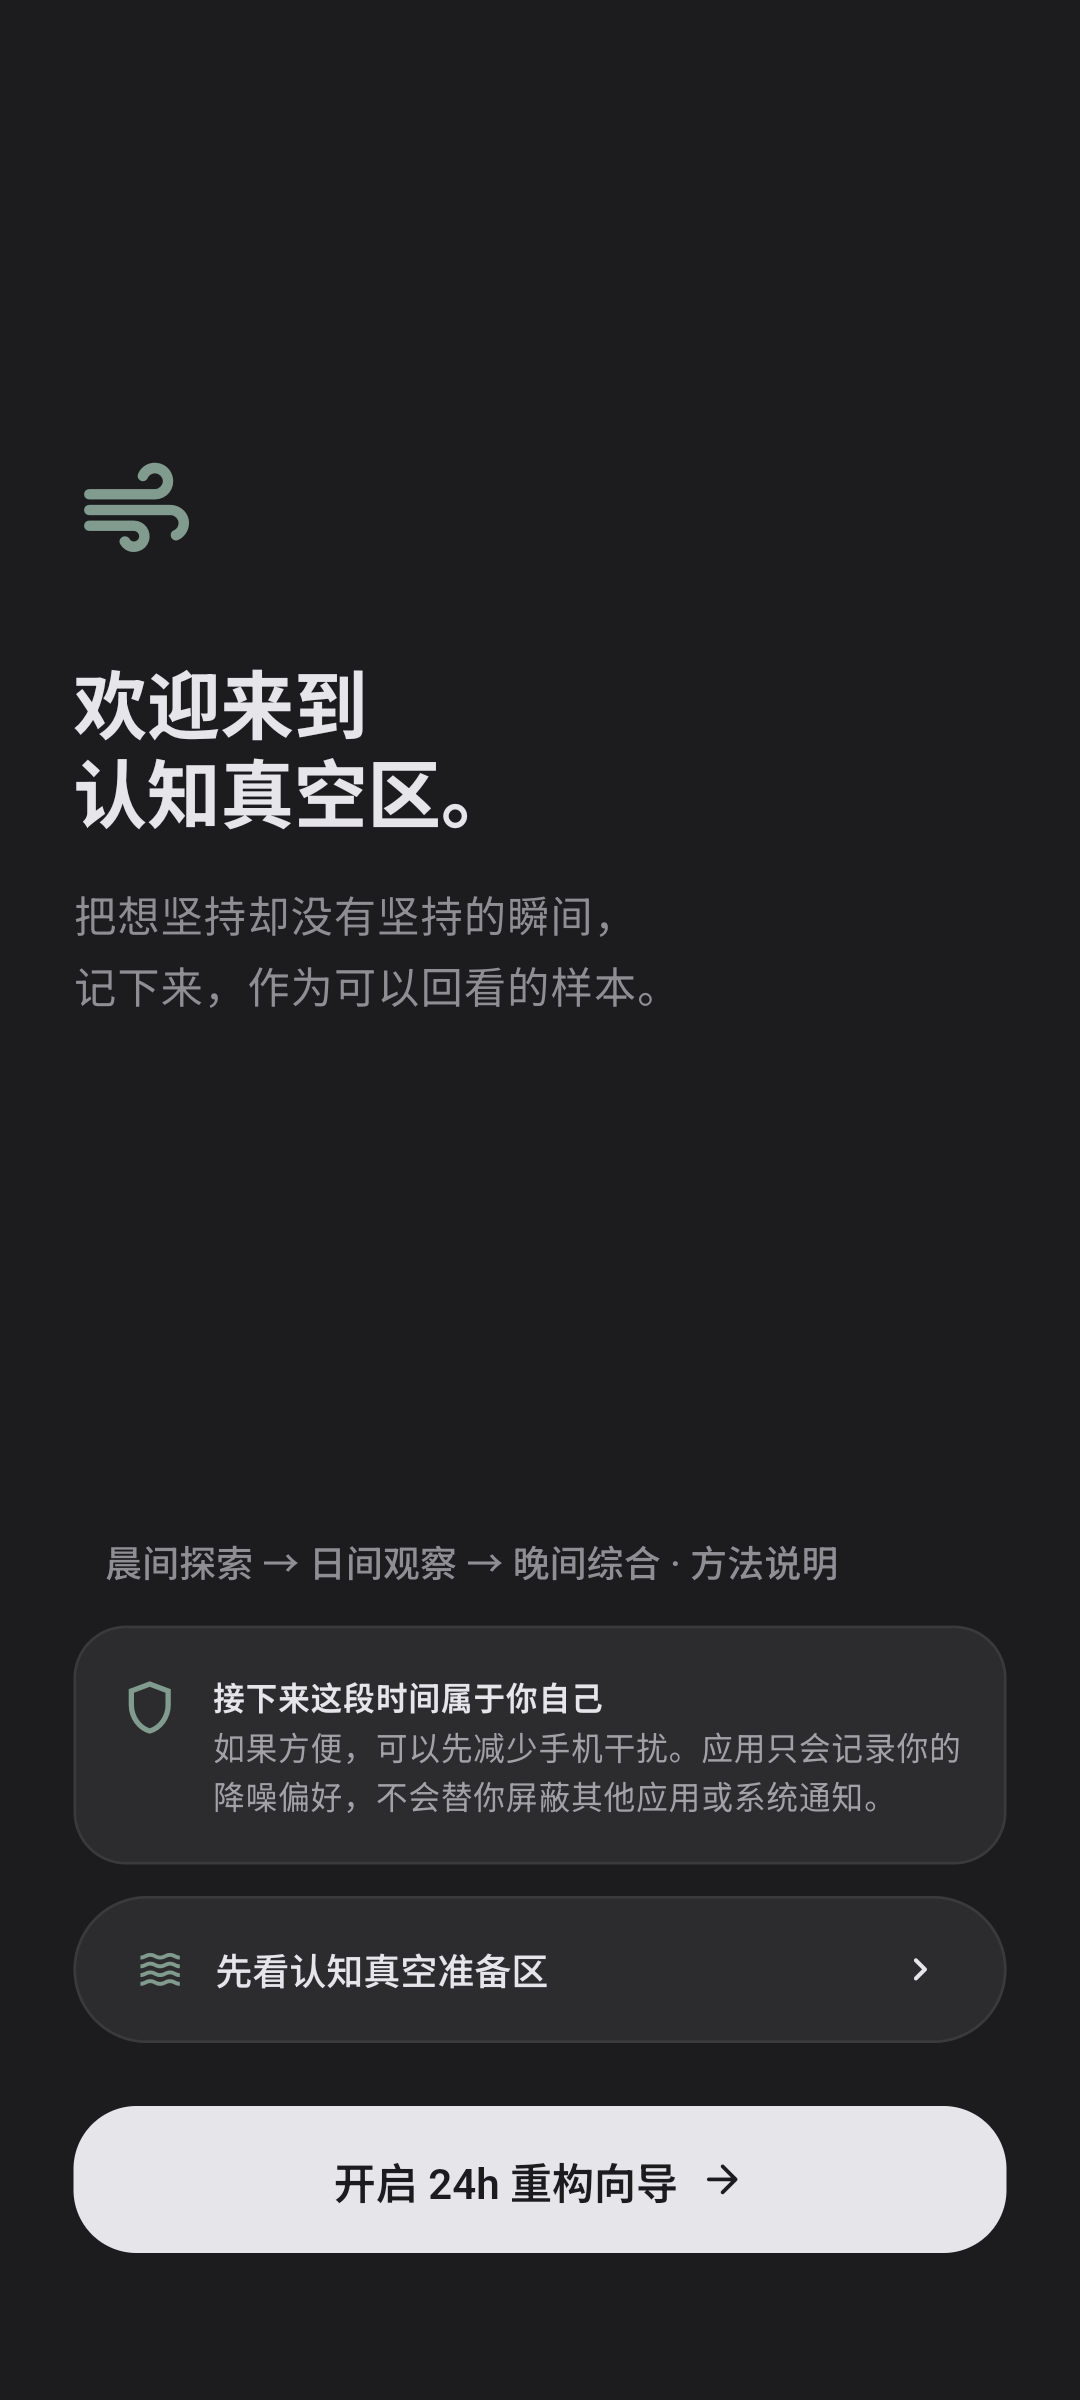 欢迎来到
认知真空区。
把想坚持却没有坚持的瞬间，
记下来，作为可以回看的样本。
晨间探索 → 日间观察 → 晚间综合 · 方法说明
接下来这段时间属于你自己
如果方便，可以先减少手机干扰。应用只会记录你的
降噪偏好，不会替你屏蔽其他应用或系统通知。
先看认知真空准备区
开启 24h 重构向导 →